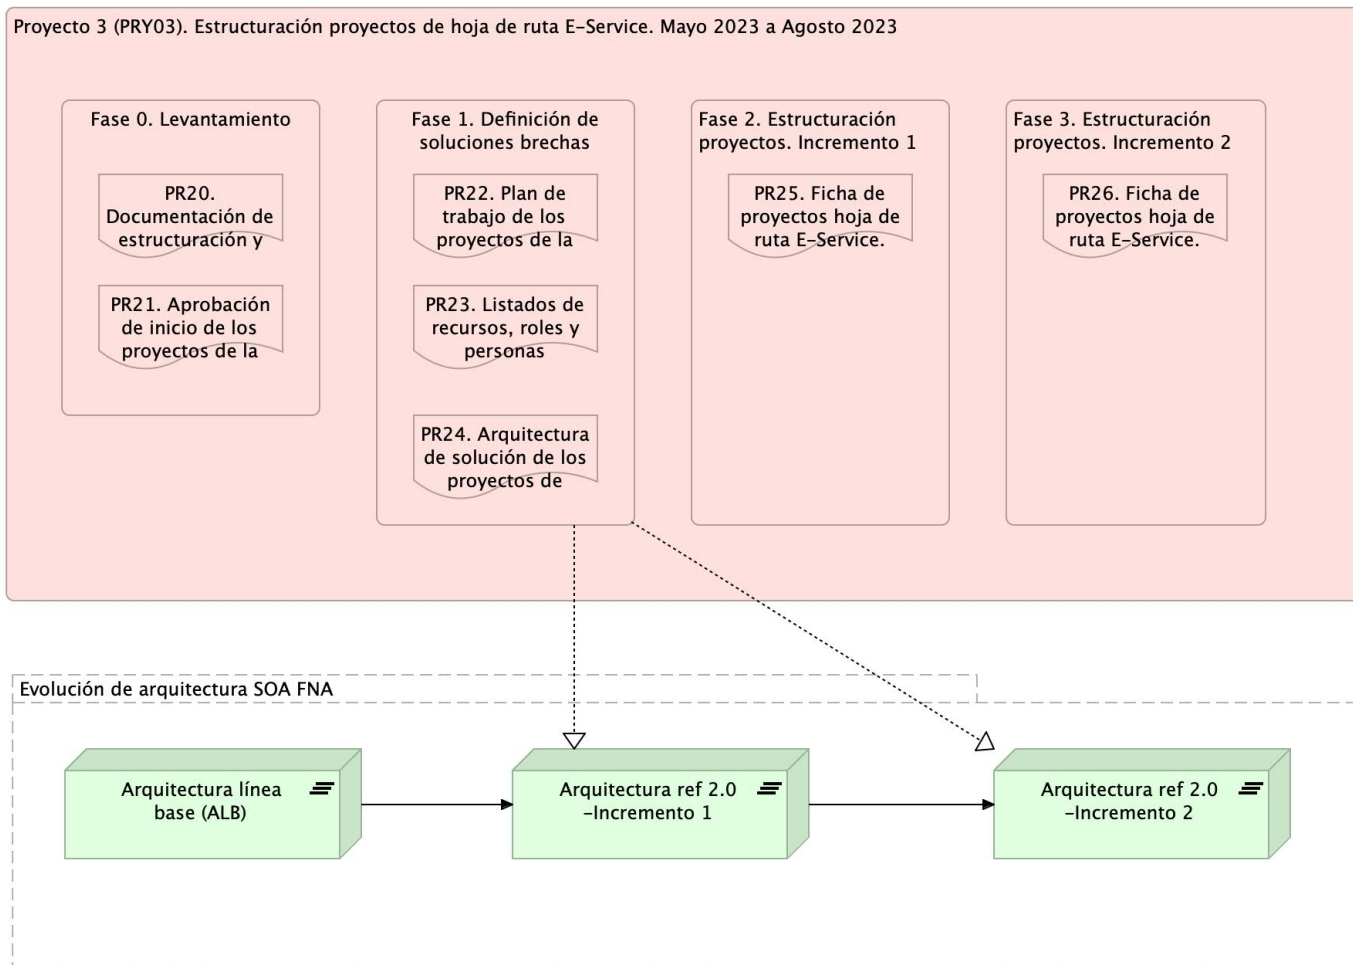 Proyecto 3 (PRY03). Estructuración proyectos de hoja de ruta E-Service. Mayo 2023 a Agosto 2023
Fase 0. Levantamiento
PR20.
Documentación de
estructuración y
PR21. Aprobación
de inicio de los
proyectos de la
Fase 1. Definición de
soluciones brechas
PR22. Plan de
trabajo de los
proyectos de la
PR23. Listados de
recursos, roles y
personas
PR24. Arquitectura
de solución de los
proyectos de
Fase 2. Estructuración
proyectos. Incremento 1
PR25. Ficha de
proyectos hoja de
ruta E-Service.
Fase 3. Estructuración
proyectos. Incremento 2
PR26. Ficha de
proyectos hoja de
ruta E-Service.
Evolución de arquitectura SOA FNA
Arquitectura línea
base (ALB)
Arquitectura ref 2.0
-Incremento 1
Arquitectura ref 2.0
-Incremento 2